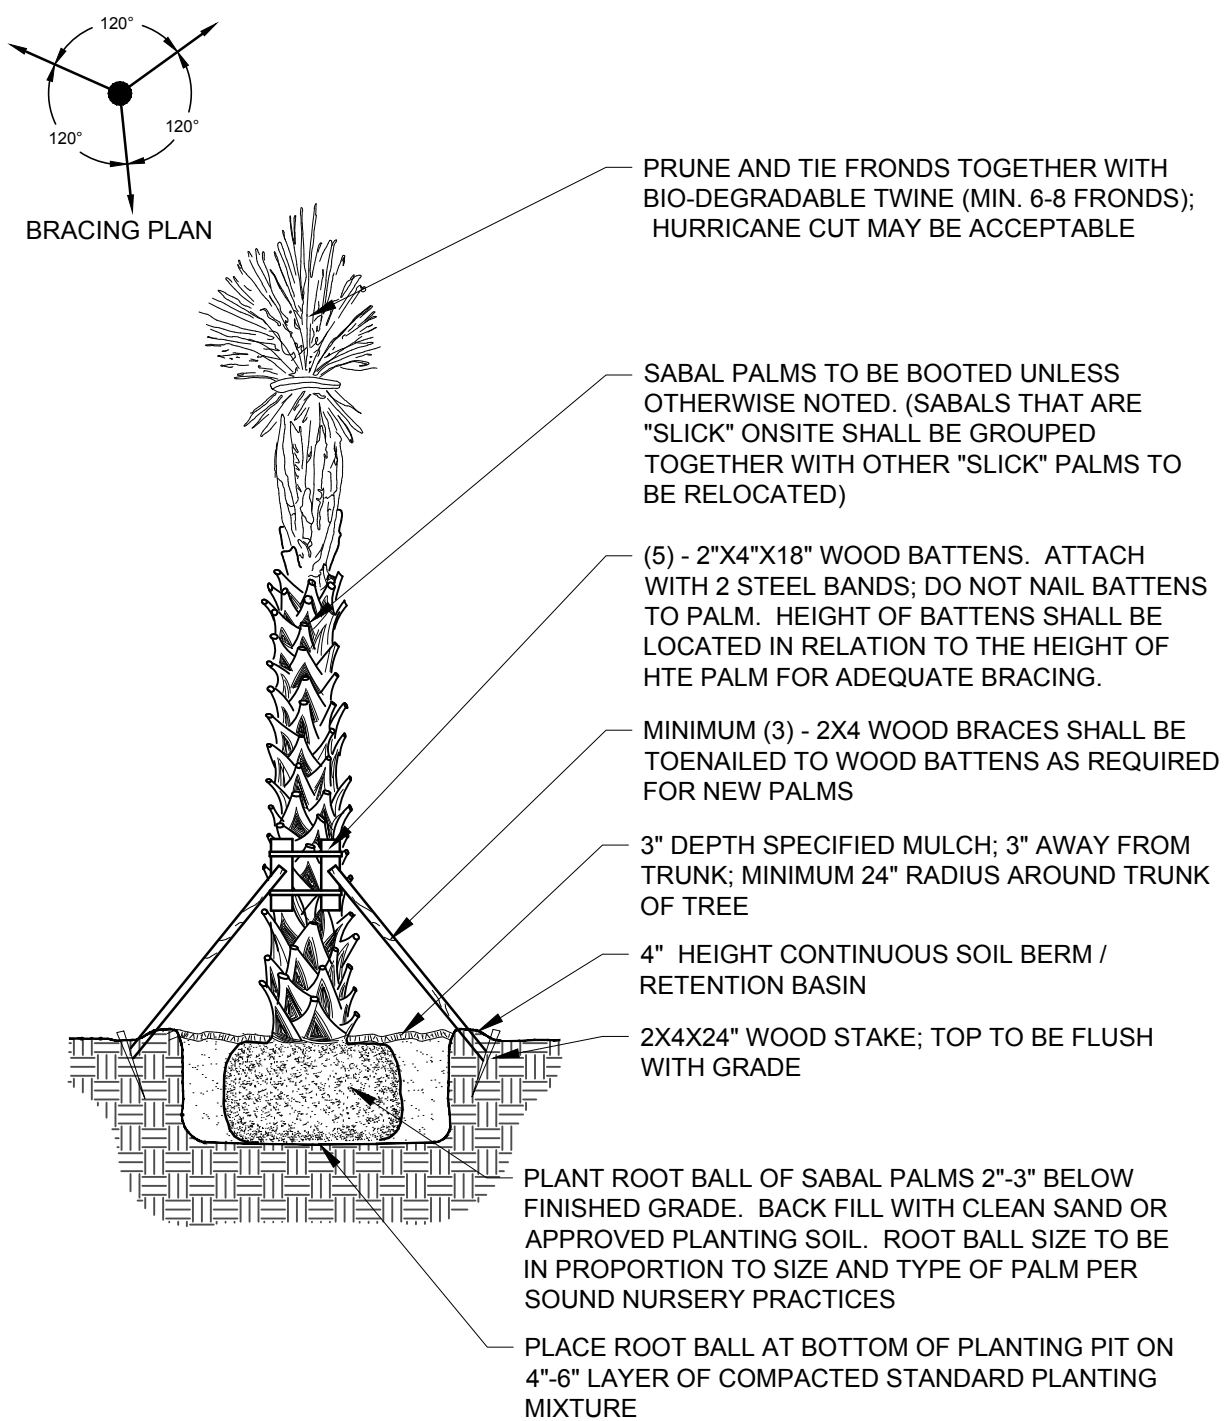 120°
120°
120°
BRACING PLAN
PRUNE AND TIE FRONDS TOGETHER WITH
BIO-DEGRADABLE TWINE (MIN. 6-8 FRONDS);
HURRICANE CUT MAY BE ACCEPTABLE
SABAL PALMS TO BE BOOTED UNLESS
OTHERWISE NOTED. (SABALS THAT ARE
"SLICK" ONSITE SHALL BE GROUPED
TOGETHER WITH OTHER "SLICK" PALMS TO
BE RELOCATED)
(5) - 2"X4"X18" WOOD BATTENS. ATTACH
WITH 2 STEEL BANDS; DO NOT NAIL BATTENS
TO PALM. HEIGHT OF BATTENS SHALL BE
LOCATED IN RELATION TO THE HEIGHT OF
HTE PALM FOR ADEQUATE BRACING.
MINIMUM (3) - 2X4 WOOD BRACES SHALL BE
TOENAILED TO WOOD BATTENS AS REQUIRED
FOR NEW PALMS
3" DEPTH SPECIFIED MULCH; 3" AWAY FROM
TRUNK; MINIMUM 24" RADIUS AROUND TRUNK
OF TREE
4" HEIGHT CONTINUOUS SOIL BERM /
RETENTION BASIN
2X4X24" WOOD STAKE; TOP TO BE FLUSH
WITH GRADE
PLANT ROOT BALL OF SABAL PALMS 2"-3" BELOW
FINISHED GRADE. BACK FILL WITH CLEAN SAND OR
APPROVED PLANTING SOIL. ROOT BALL SIZE TO BE
IN PROPORTION TO SIZE AND TYPE OF PALM PER
SOUND NURSERY PRACTICES
PLACE ROOT BALL AT BOTTOM OF PLANTING PIT ON
4"-6" LAYER OF COMPACTED STANDARD PLANTING
MIXTURE